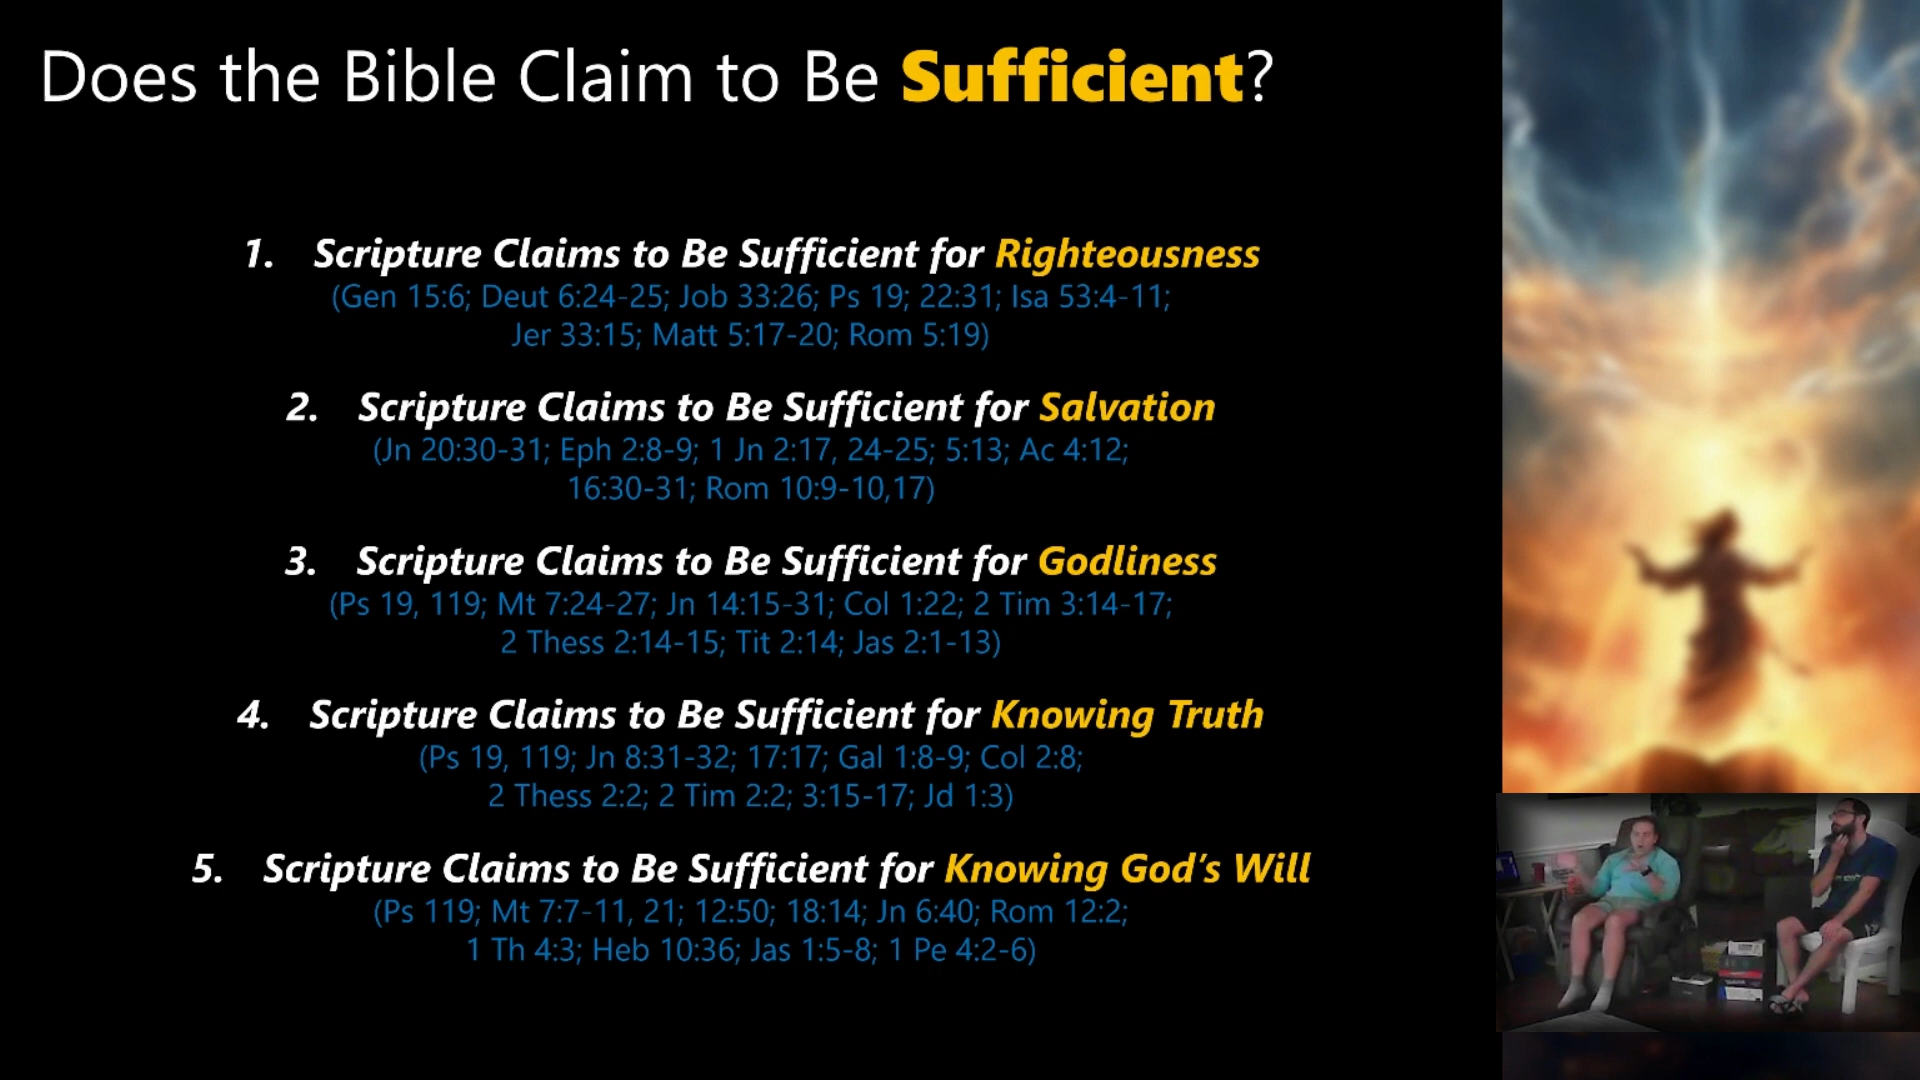 Does the Bible Claim to Be Sufficient?
1. Scripture Claims to Be Sufficient for Righteousness
(Gen 15:6; Deut 6:24-25; Job 33:26; Ps 19; 22:31; Isa 53:4-11;
Jer 33:15; Matt 5:17-20; Rom 5:19)
2. Scripture Claims to Be Sufficient for Salvation
(Jn 20:30-31; Eph 2:8-9; 1 Jn 2:17, 24-25; 5:13; Ac 4:12;
16:30-31; Rom 10:9-10,17)
3. Scripture Claims to Be Sufficient for Godliness
(Ps 19, 119; Mt 7:24-27; Jn 14:15-31; Col 1:22; 2 Tim 3:14-17;
2 Thess 2:14-15; Tit 2:14; Jas 2:1-13)
4. Scripture Claims to Be Sufficient for Knowing Truth
(Ps 19, 119; Jn 8:31-32; 17:17; Gal 1:8-9; Col 2:8;
2 Thess 2:2; 2 Tim 2:2; 3:15-17; Jd 1:3)
5. Scripture Claims to Be Sufficient for Knowing God's Will
(Ps 119; Mt 7:7-11, 21; 12:50; 18:14; Jn 6:40; Rom 12:2;
1 Th 4:3; Heb 10:36; Jas 1:5-8; 1 Pe 4:2-6)